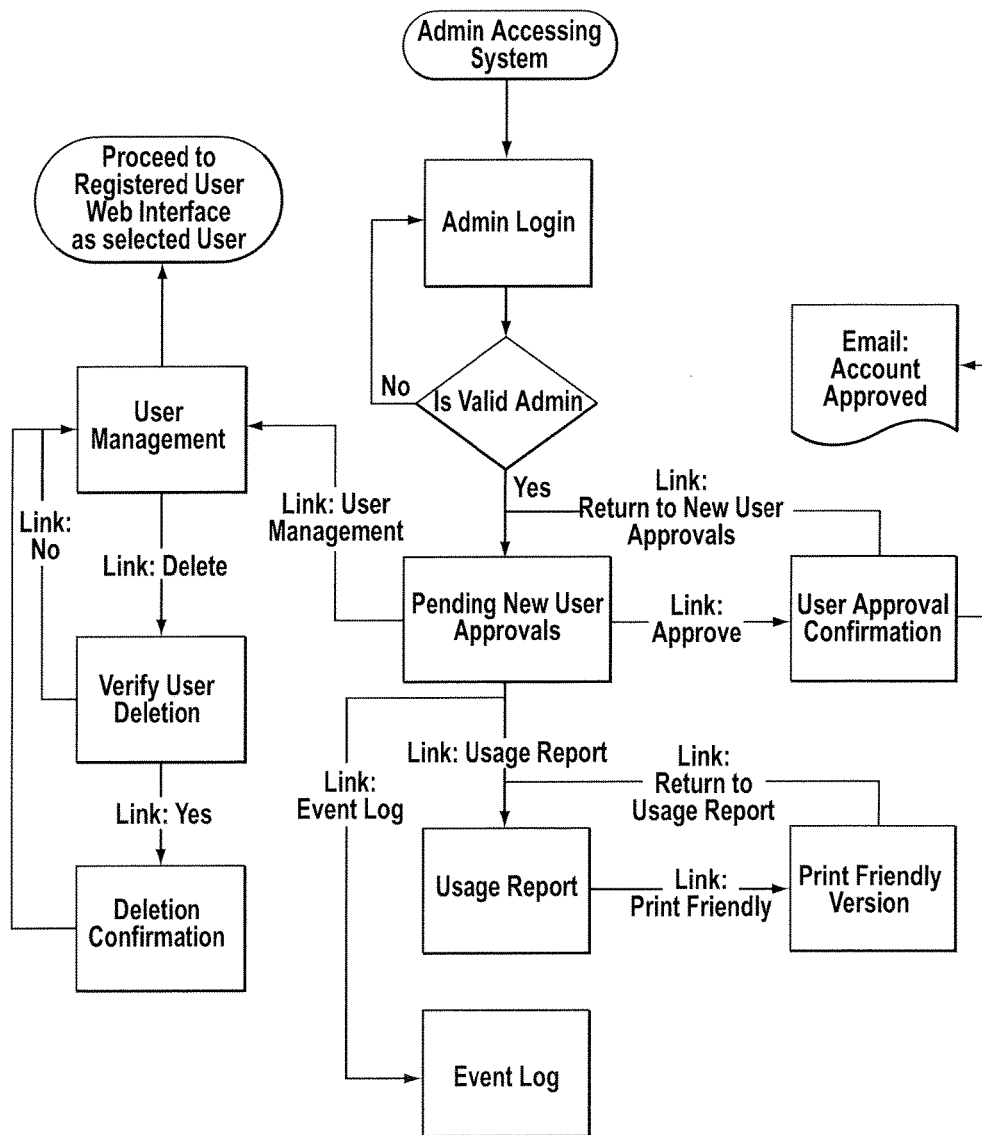 Admin Accessing
System
Proceed to
Registered User
Web Interface
as selected User
Admin Login
Email:
Account
Approved
No
Is Valid Admin
User
Management
Yes
Link:
Return to New User
Approvals
Link: User
Management
Link:
No
Link: Delete
Pending New User
Approvals
Link:
Approve
User Approval
Confirmation
Verify User
Deletion
Link: Usage Report
Link:
Return to
Usage Report
Link:
Event Log
Link: Yes
Usage Report
Link:
Print Friendly
Print Friendly
Version
Deletion
Confirmation
Event Log